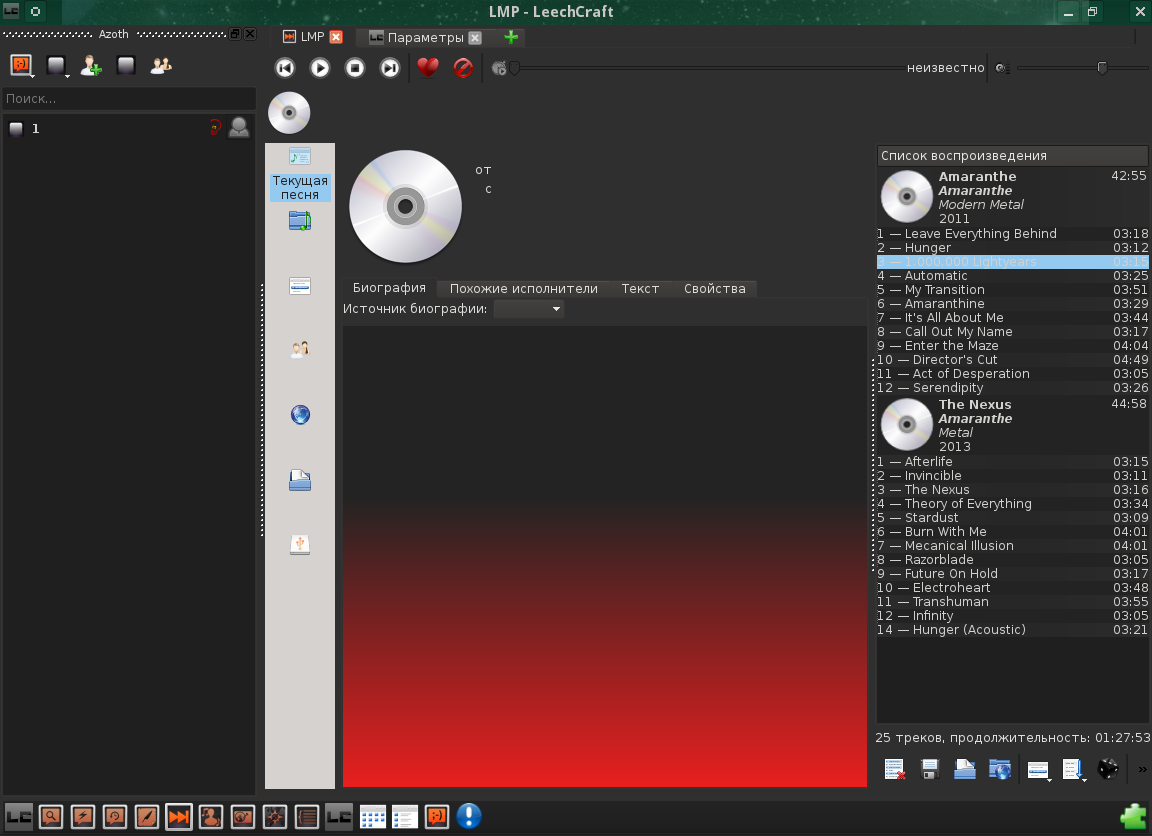 LMP - LeechCraft
Azoth
LMP
Параметры
неизвестно
Поиск...
1
Текущая
песня
от
с
Биография
Похожие исполнители
Текст
Свойства
Источник биографии:
Список воспроизведения
Amaranthe 42:55
Amaranthe
Modern Metal
2011
1 — Leave Everything Behind 03:18
2 — Hunger 03:12
3 — 1.000.000 Lightyears 03:15
4 — Automatic 03:25
5 — My Transition 03:51
6 — Amaranthine 03:29
7 — It's All About Me 03:44
8 — Call Out My Name 03:17
9 — Enter the Maze 04:04
10 — Director's Cut 04:49
11 — Act of Desperation 03:05
12 — Serendipity 03:26
The Nexus 44:58
Amaranthe
Metal
2013
1 — Afterlife 03:15
2 — Invincible 03:11
3 — The Nexus 03:16
4 — Theory of Everything 03:34
5 — Stardust 03:09
6 — Burn With Me 04:01
7 — Mecanical Illusion 04:01
8 — Razorblade 03:05
9 — Future On Hold 03:17
10 — Electroheart 03:48
11 — Transhuman 03:55
12 — Infinity 03:05
14 — Hunger (Acoustic) 03:21
25 треков, продолжительность: 01:27:53